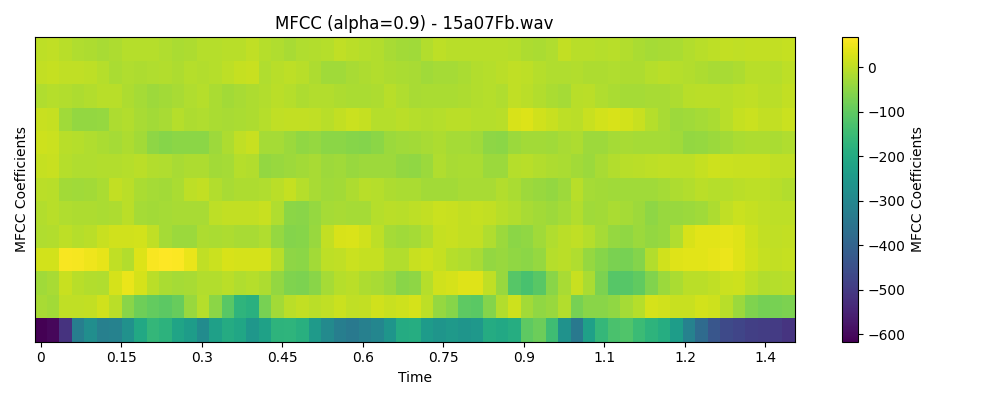 MFCC (alpha=0.9) - 15a07Fb.wav
MFCC Coefficients
0 0.15 0.3 0.45 0.6 0.75 0.9 1.1 1.2 1.4
Time
0
−100
−200
−300
−400
−500
−600
MFCC Coefficients